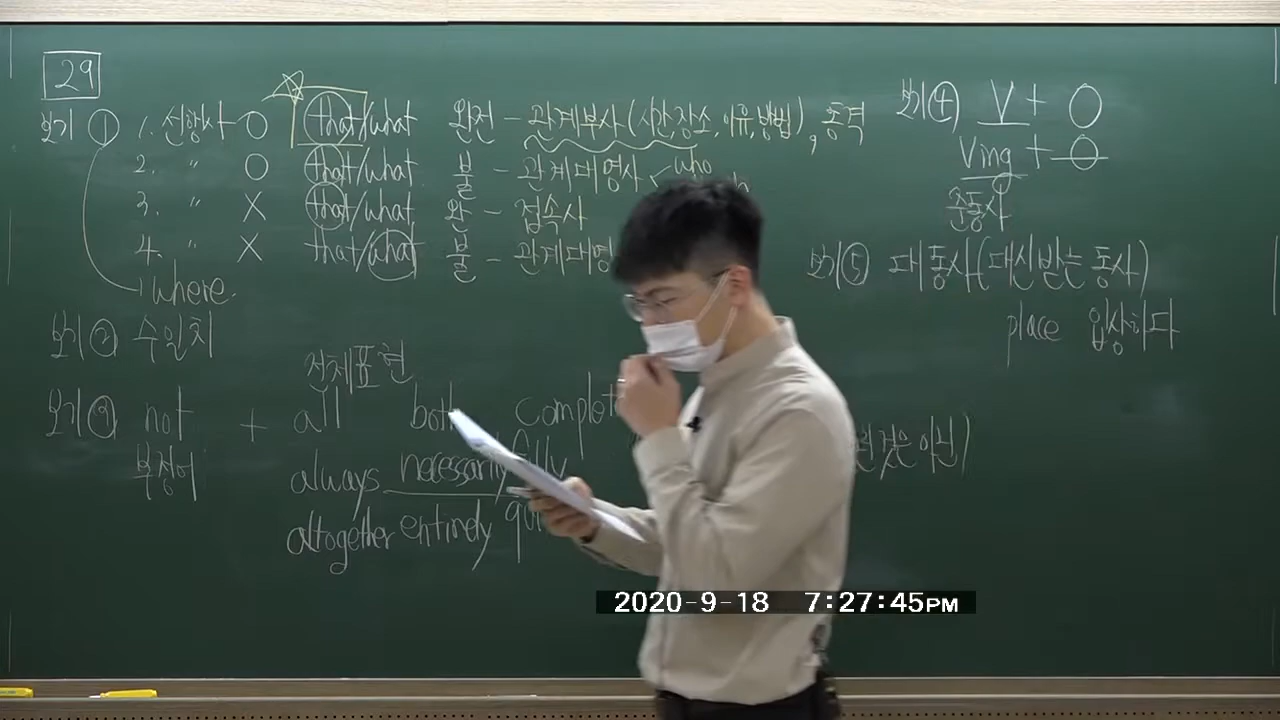 29
보기 ① 1. 선행사 O that/what 완전 - 관계부사(시간,장소,이유,방법), 동격
2. " O that/what 불 - 관계대명사 who
3. " X that/what 완 - 접속사
4. " X that/what 불 - 관계대명
where.
보기 ② 수일치
보기 ③ not + all both complet
부정어
전체표현
always necessarily fully
altogether entirely
보기 ④ V + O
Ving + O
준동사
보기 ⑤ 대동사(대신받는 동사)
place 입상하다
것은 아닌)
2020-9-18 7:27:45PM